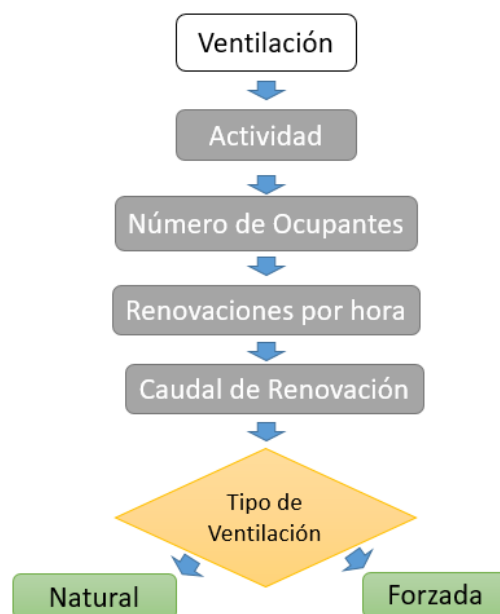 Ventilación
Actividad
Número de Ocupantes
Renovaciones por hora
Caudal de Renovación
Tipo de
Ventilación
Natural
Forzada